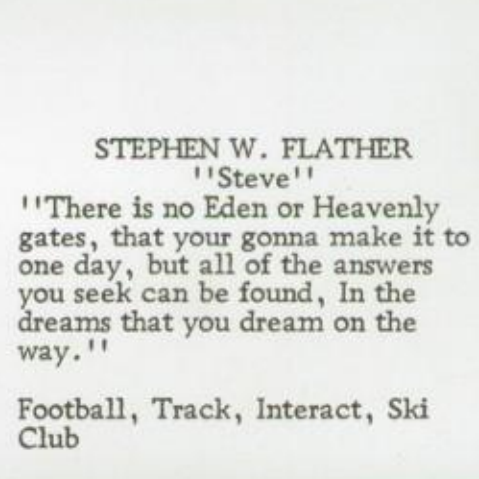 STEPHEN W. FLATHER
''Steve''
''There is no Eden or Heavenly
gates, that your gonna make it to
one day, but all of the answers
you seek can be found, In the
dreams that you dream on the
way.''
Football, Track, Interact, Ski
Club